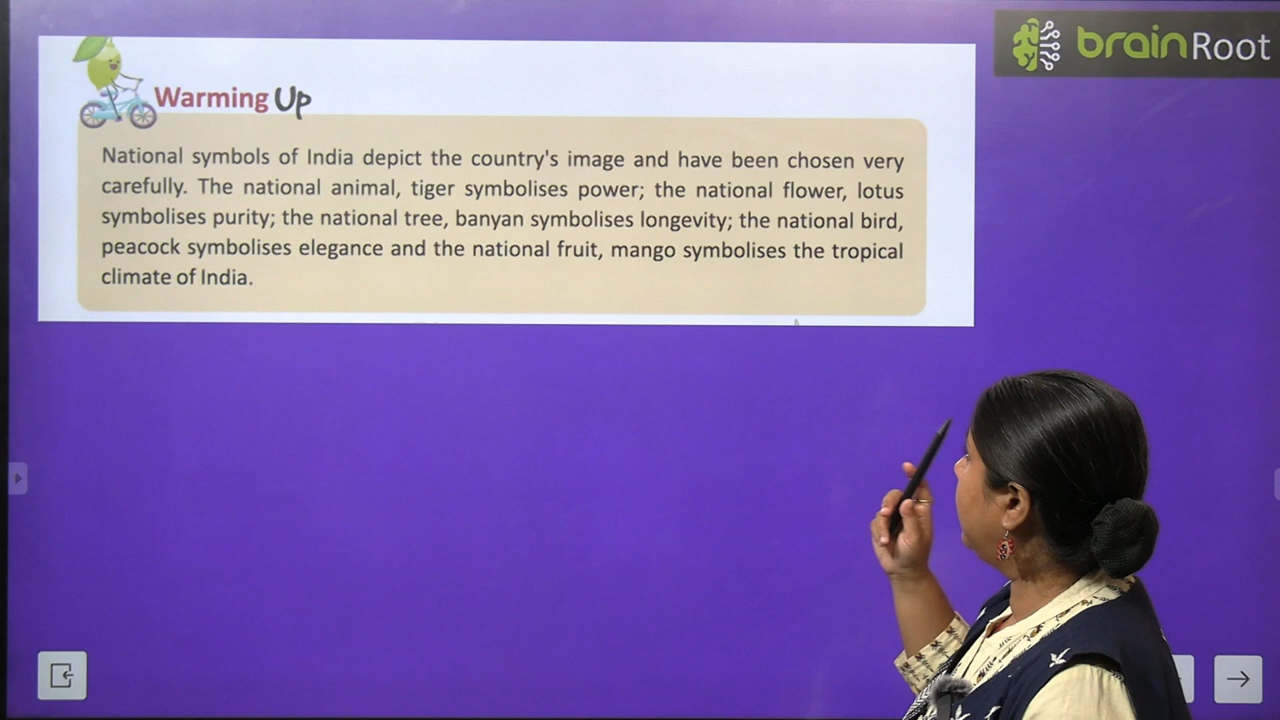 brainRoot
Warming Up
National symbols of India depict the country's image and have been chosen very
carefully. The national animal, tiger symbolises power; the national flower, lotus
symbolises purity; the national tree, banyan symbolises longevity; the national bird,
peacock symbolises elegance and the national fruit, mango symbolises the tropical
climate of India.